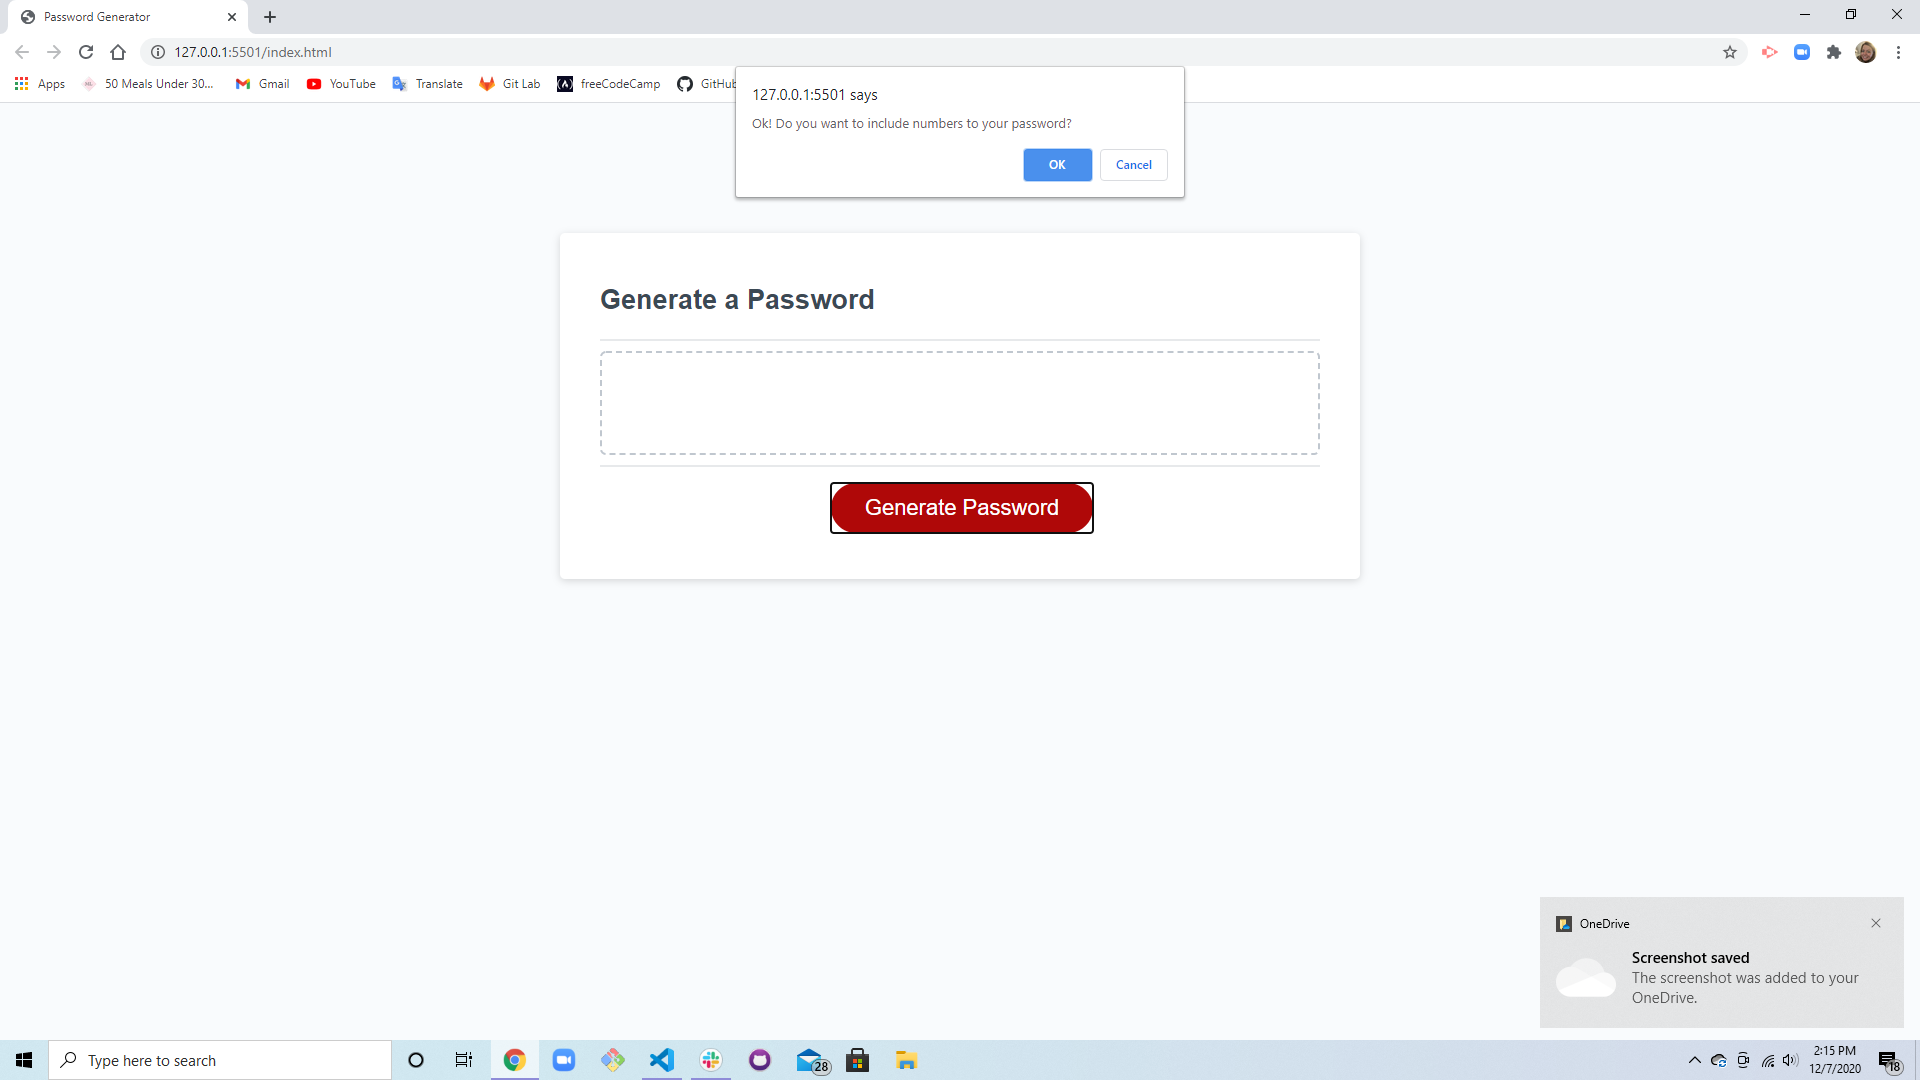 Password Generator
127.0.0.1:5501/index.html
Apps
50 Meals Under 30...
Gmail
YouTube
Translate
Git Lab
freeCodeCamp
GitHub
127.0.0.1:5501 says
Ok! Do you want to include numbers to your password?
OK
Cancel
Generate a Password
Generate Password
OneDrive
Screenshot saved
The screenshot was added to your
OneDrive.
Type here to search
28
2:15 PM
12/7/2020
18